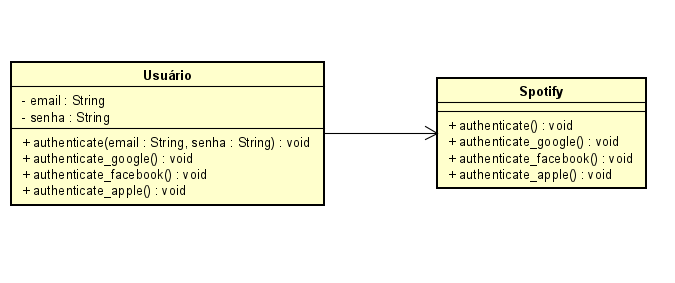 Usuário
- email : String
- senha : String
+ authenticate(email : String, senha : String) : void
+ authenticate_google() : void
+ authenticate_facebook() : void
+ authenticate_apple() : void
Spotify
+ authenticate() : void
+ authenticate_google() : void
+ authenticate_facebook() : void
+ authenticate_apple() : void